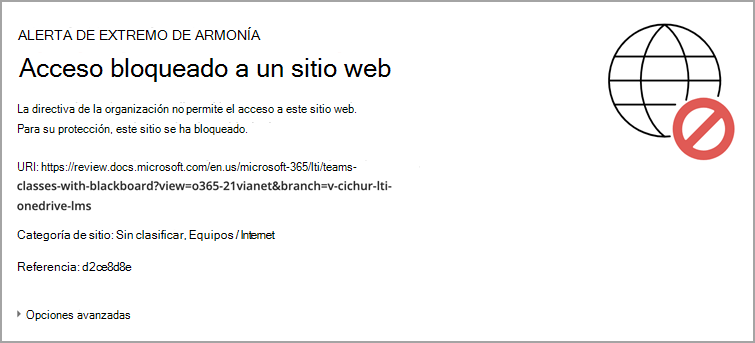 ALERTA DE EXTREMO DE ARMONÍA
Acceso bloqueado a un sitio web
La directiva de la organización no permite el acceso a este sitio web.
Para su protección, este sitio se ha bloqueado.
URI: https://review.docs.microsoft.com/en.us/microsoft-365/lti/teams-
classes-with-blackboard?view=o365-21vianet&branch=v-cichur-lti-
onedrive-lms
Categoría de sitio: Sin clasificar, Equipos / Internet
Referencia: d2ce8d8e
Opciones avanzadas